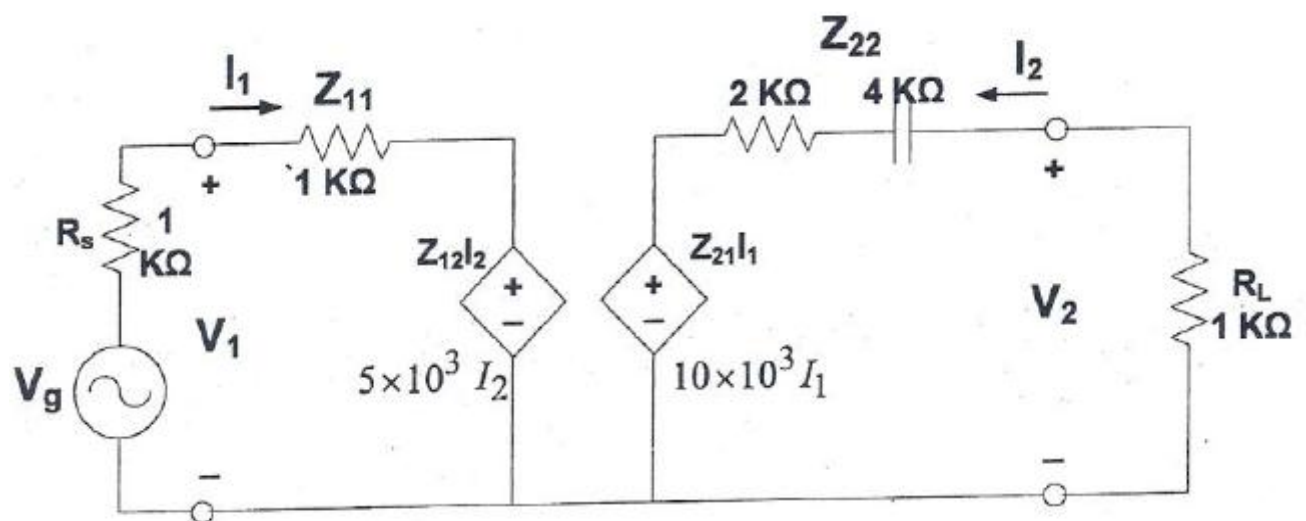 I₁
Z₁₁
1 KΩ
+
Rₛ
1
KΩ
V₁
Vg
−
Z₁₂I₂
+
−
5×10³ I₂
Z₂₁I₁
+
−
10×10³ I₁
Z₂₂
2 KΩ
4 KΩ
I₂
+
V₂
−
R_L
1 KΩ